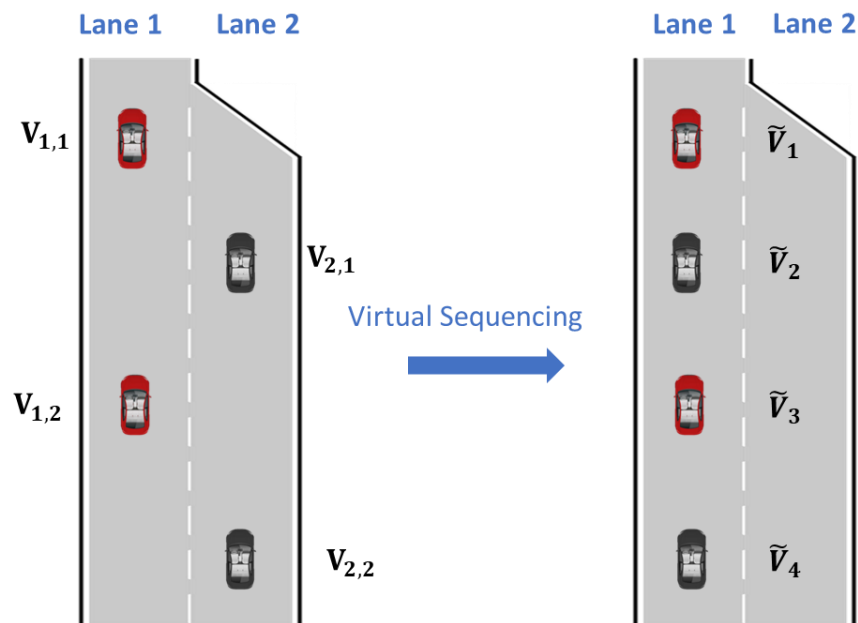 Lane 1 Lane 2
V1,1
V2,1
V1,2
V2,2
Virtual Sequencing
Lane 1 Lane 2
Ṽ1
Ṽ2
Ṽ3
Ṽ4